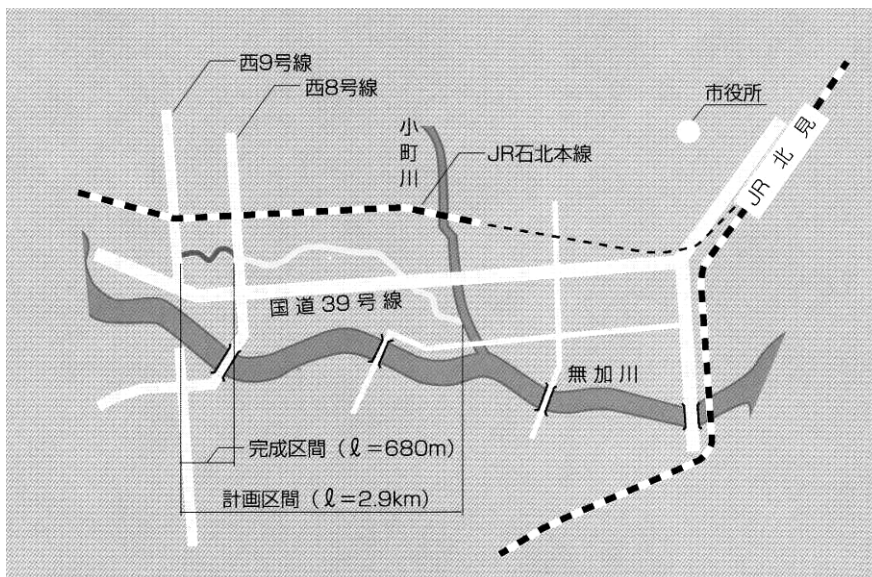 西9号線
西8号線
市役所
小町川
JR石北本線
JR 北見
国道39号線
無加川
完成区間(ℓ=680m)
計画区間(ℓ=2.9km)